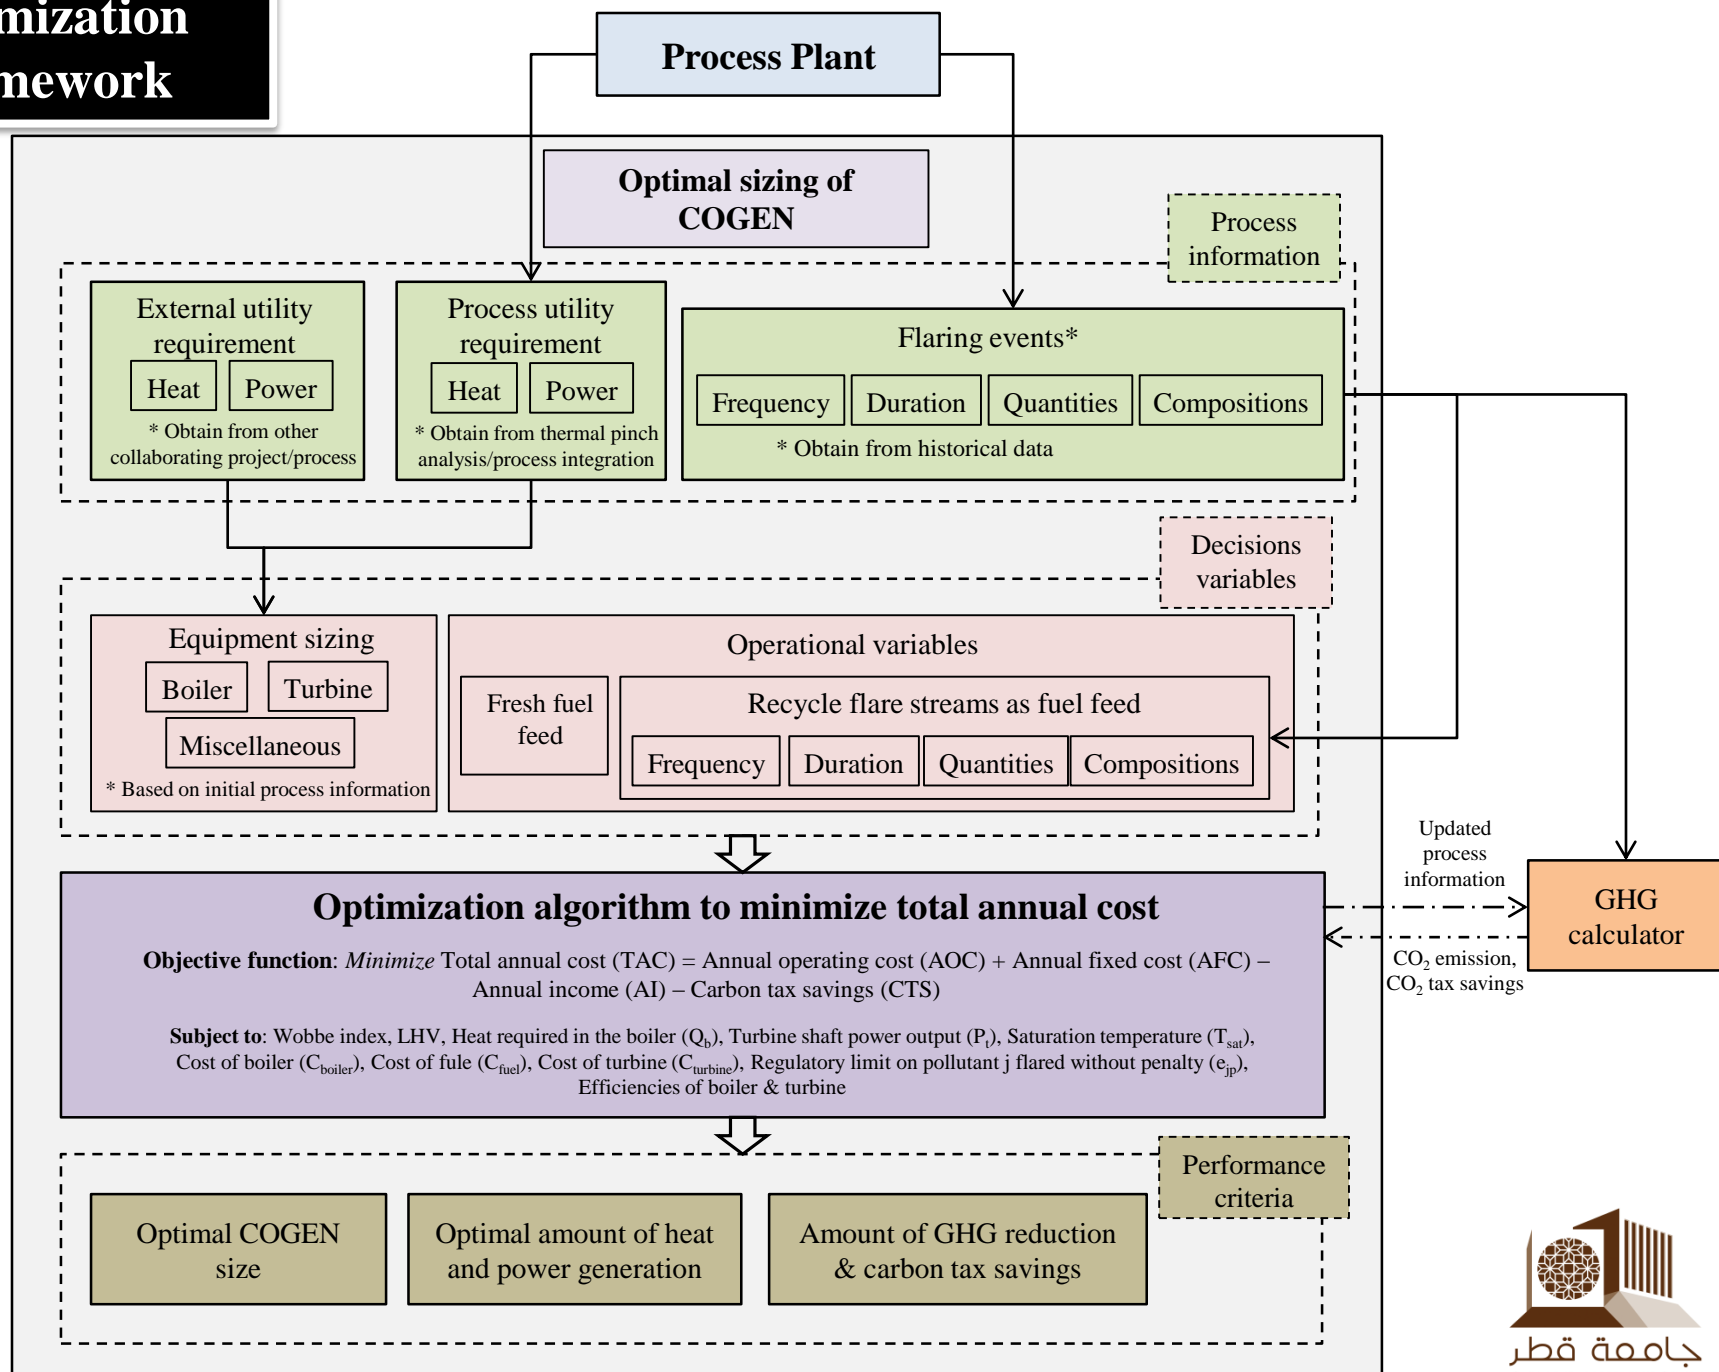 mization
mework
Process Plant
Optimal sizing of
COGEN
Process
information
External utility
requirement
Heat
Power
* Obtain from other
collaborating project/process
Process utility
requirement
Heat
Power
* Obtain from thermal pinch
analysis/process integration
Flaring events*
Frequency
Duration
Quantities
Compositions
* Obtain from historical data
Decisions
variables
Equipment sizing
Boiler
Turbine
Miscellaneous
* Based on initial process information
Operational variables
Fresh fuel
feed
Recycle flare streams as fuel feed
Frequency
Duration
Quantities
Compositions
Optimization algorithm to minimize total annual cost
Objective function: Minimize Total annual cost (TAC) = Annual operating cost (AOC) + Annual fixed cost (AFC) –
Annual income (AI) – Carbon tax savings (CTS)
Subject to: Wobbe index, LHV, Heat required in the boiler (Q_b), Turbine shaft power output (P_t), Saturation temperature (T_sat),
Cost of boiler (C_boiler), Cost of fule (C_fuel), Cost of turbine (C_turbine), Regulatory limit on pollutant j flared without penalty (e_jp),
Efficiencies of boiler & turbine
Updated
process
information
GHG
calculator
CO₂ emission,
CO₂ tax savings
Performance
criteria
Optimal COGEN
size
Optimal amount of heat
and power generation
Amount of GHG reduction
& carbon tax savings
جامعة قطر